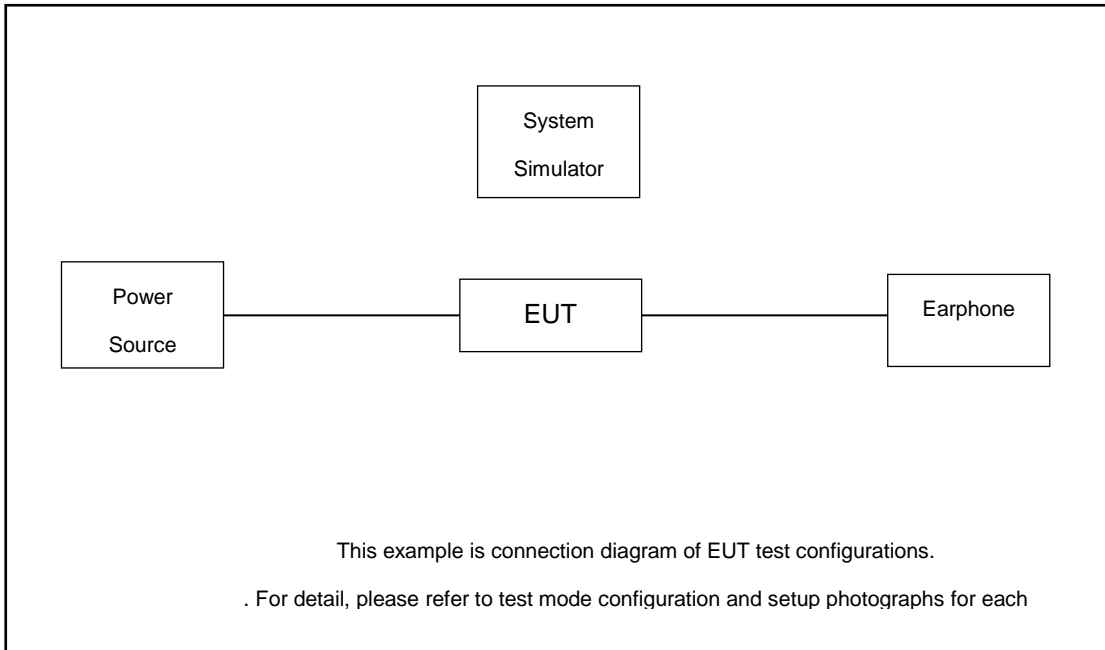 System
Simulator
Power
Source
EUT
Earphone
This example is connection diagram of EUT test configurations.
. For detail, please refer to test mode configuration and setup photographs for each